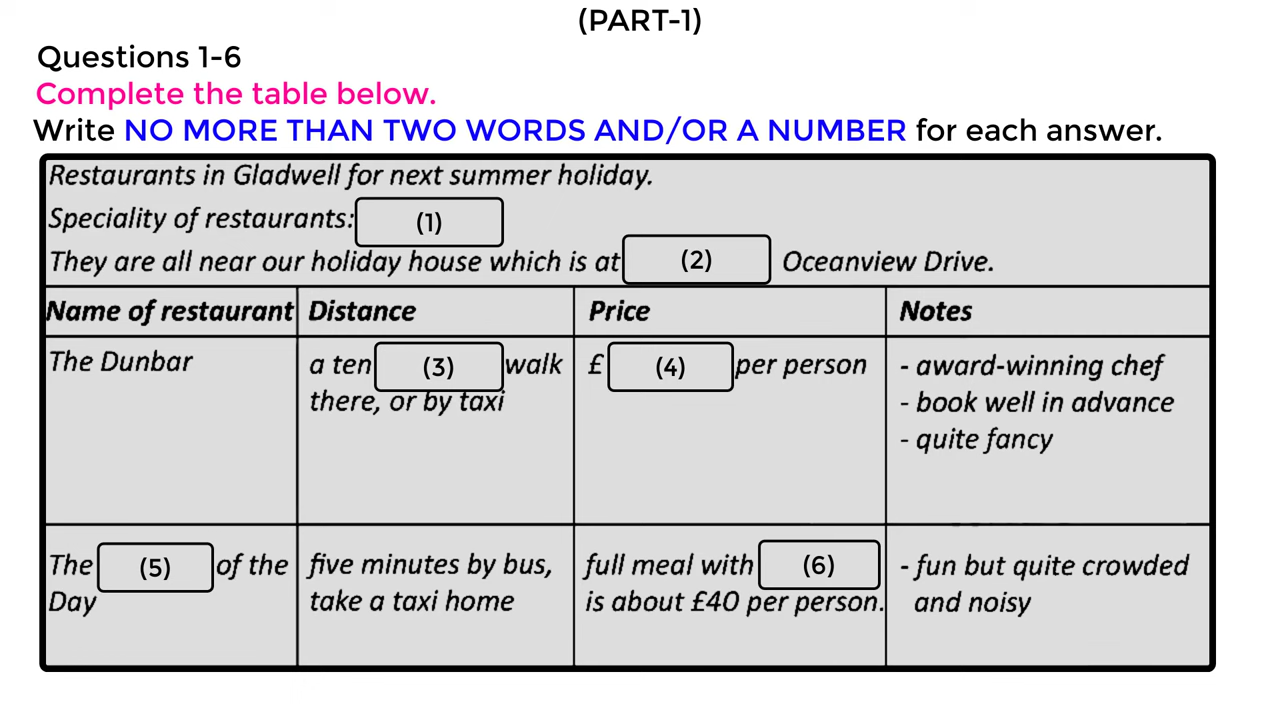 (PART-1)
Questions 1-6
Complete the table below.
Write NO MORE THAN TWO WORDS AND/OR A NUMBER for each answer.
Restaurants in Gladwell for next summer holiday.
Speciality of restaurants: (1)
They are all near our holiday house which is at (2) Oceanview Drive.
Name of restaurant Distance Price Notes
The Dunbar
a ten (3) walk
there, or by taxi
£ (4) per person
- award-winning chef
- book well in advance
- quite fancy
The (5) of the
Day
five minutes by bus,
take a taxi home
full meal with (6)
is about £40 per person.
- fun but quite crowded
and noisy